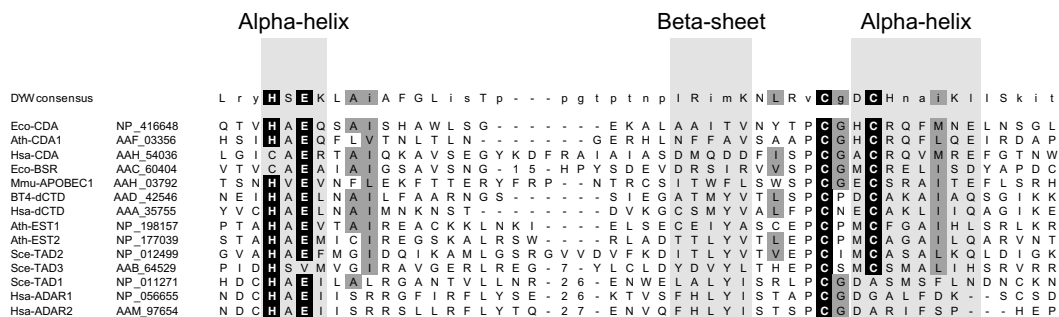 Alpha-helix Beta-sheet Alpha-helix
DYW consensus L r y H S E K L A i A F G L i s T p - - - p g t p t n p I R i m K N L R v C g D C H n a i K I I S k i t
Eco-CDA NP_416648 Q T V H A E Q S A I S H A W L S G - - - - - - - E K A L A A I T V N Y T P C G H C R Q F M N E L N S G L
Ath-CDA1 AAF_03356 H S I H A E Q F L V T N L T L N - - - - - - - G E R H L N F F A V S A A P C G H C R Q F L Q E I R D A P
Hsa-CDA AAH_54036 L G I C A E R T A I Q K A V S E G Y K D F R A I A I A S D M Q D D F I S P C G A C R Q V M R E F G T N W
Eco-BSR AAC_60404 V T V C A E A I A I G S A V S N G - 15 - H P Y S D E V D R S I R V V S P C G M C R E L I S D Y A P D C
Mmu-APOBEC1 AAH_03792 T S N H V E V N F L E K F T T E R Y F R P - - N T R C S I T W F L S W S P C G E C S R A I T E F L S R H
BT4-dCTD AAD_42546 N E I H A E L N A I L F A A R N G S - - - - - S I E G A T M Y V T L S P C P D C A K A I A Q S G I K K
Hsa-dCTD AAA_35755 Y V C H A E L N A I M N K N S T - - - - - - - D V K G C S M Y V A L F P C N E C A K L I I Q A G I K E
Ath-EST1 NP_198157 P T A H A E V T A I R E A C K K L N K I - - - - E L S E C E I Y A S C E P C P M C F G A I H L S R L K R
Ath-EST2 NP_177039 S T A H A E M I C I R E G S K A L R S W - - - R L A D T T L Y V T L E P C P M C A G A I L Q A R V N T
Sce-TAD2 NP_012499 G V A H A E F M G I D Q I K A M L G S R G V V D V F K D I T L Y V T V E P C I M C A S A L K Q L D I G K
Sce-TAD3 AAB_64529 P I D H S V M V G I R A V G E R L R E G - 7 - Y L C L D Y D V Y L T H E P C S M C S M A L I H S R V R R
Sce-TAD1 NP_011271 H D C H A E I L A L R G A N T V L L N R - 26 - E N W E L A L Y I S R L P C G D A S M S F L N D N C K N
Hsa-ADAR1 NP_056655 N D C H A E I I S R R G F I R F L Y S E - 26 - K T V S F H L Y I S T A P C G D G A L F D K - - S C S D
Hsa-ADAR2 AAM_97654 N D C H A E I I S R R S L L R F L Y T Q - 27 - E N V Q F H L Y I S T S P C G D A R I F S P - - H E P